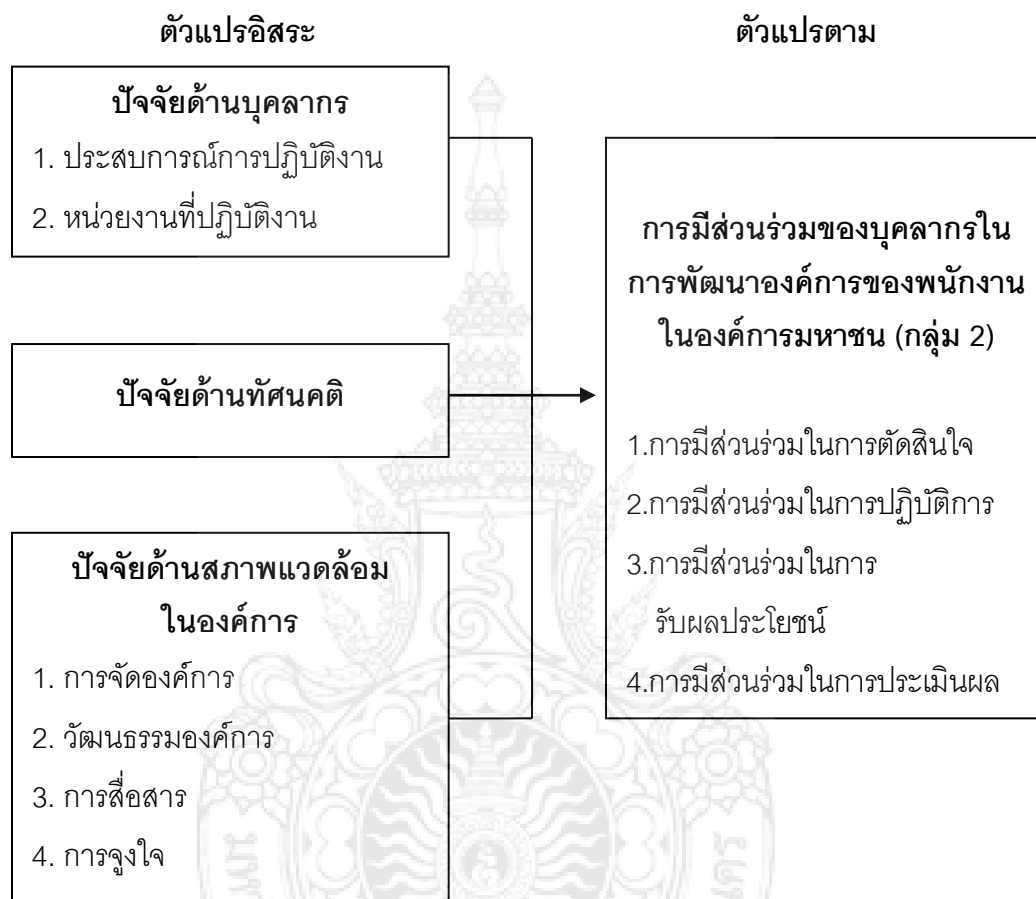 ตัวแปรอิสระ
ตัวแปรตาม
ปัจจัยด้านบุคลากร
1. ประสบการณ์การปฏิบัติงาน
2. หน่วยงานที่ปฏิบัติงาน
ปัจจัยด้านทัศนคติ
ปัจจัยด้านสภาพแวดล้อม
ในองค์การ
1. การจัดองค์การ
2. วัฒนธรรมองค์การ
3. การสื่อสาร
4. การจูงใจ
การมีส่วนร่วมของบุคลากรใน
การพัฒนาองค์การของพนักงาน
ในองค์การมหาชน (กลุ่ม 2)
1.การมีส่วนร่วมในการตัดสินใจ
2.การมีส่วนร่วมในการปฏิบัติการ
3.การมีส่วนร่วมในการ
รับผลประโยชน์
4.การมีส่วนร่วมในการประเมินผล